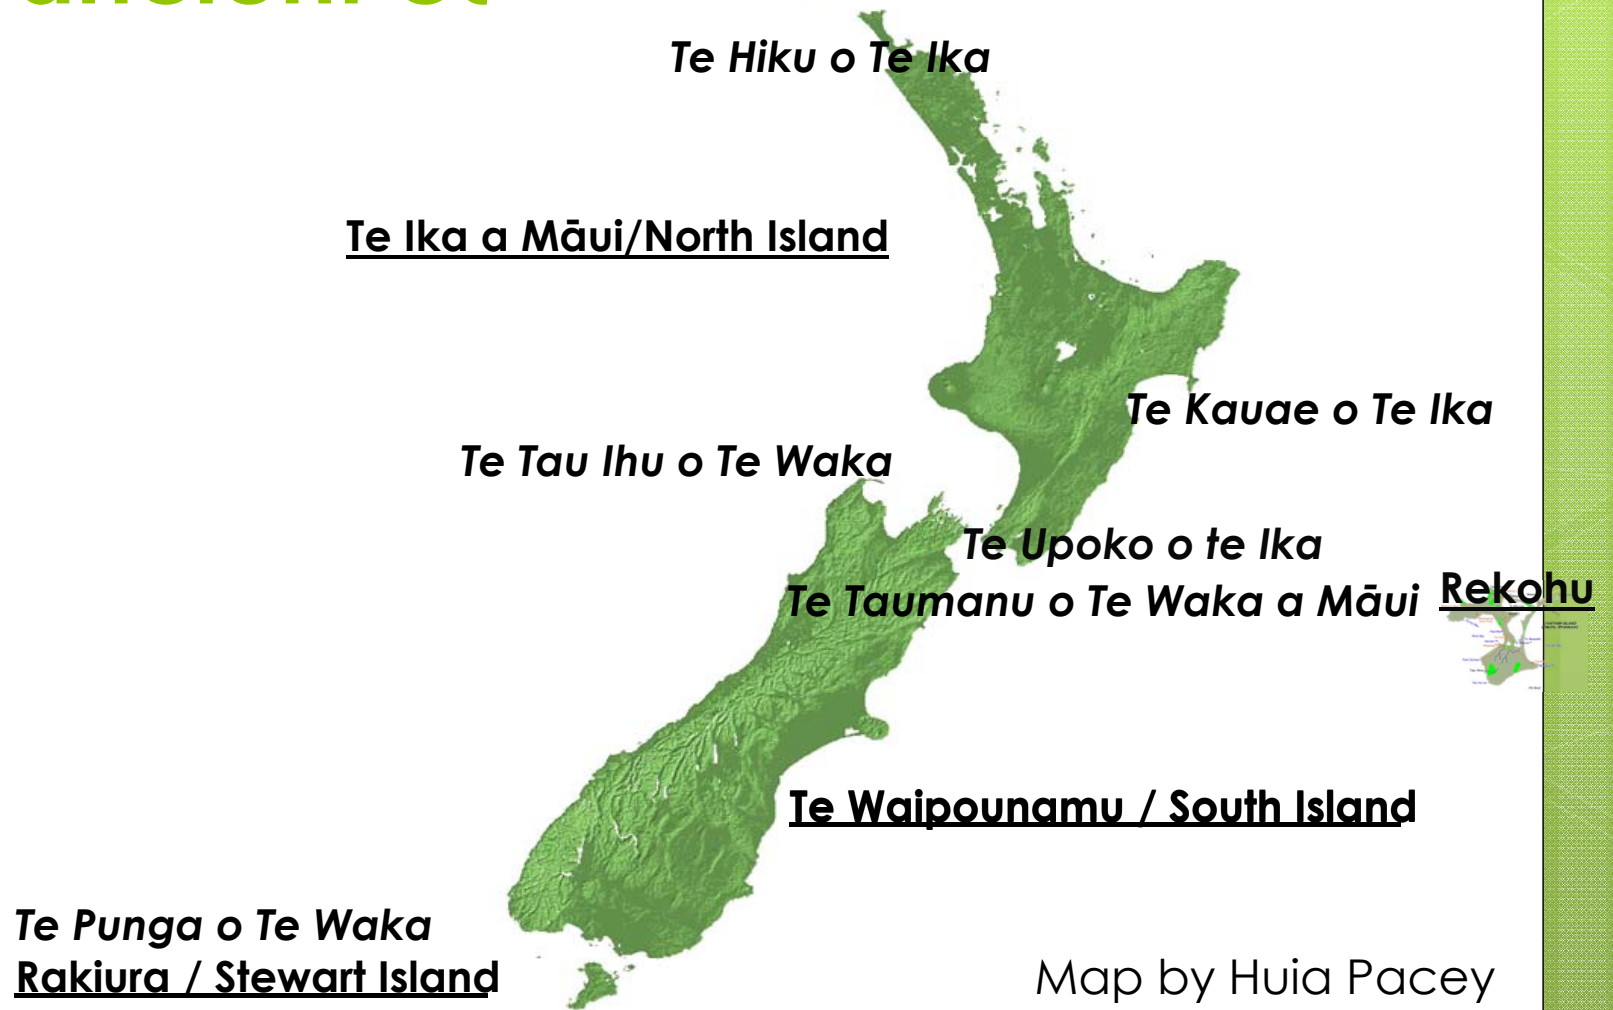 Te Hiku o Te Ika
Te Ika a Māui/North Island
Te Kauae o Te Ika
Te Tau Ihu o Te Waka
Te Upoko o te Ika
Te Taumanu o Te Waka a Māui
Rekohu
Te Waipounamu / South Island
Te Punga o Te Waka
Rakiura / Stewart Island
Map by Huia Pacey